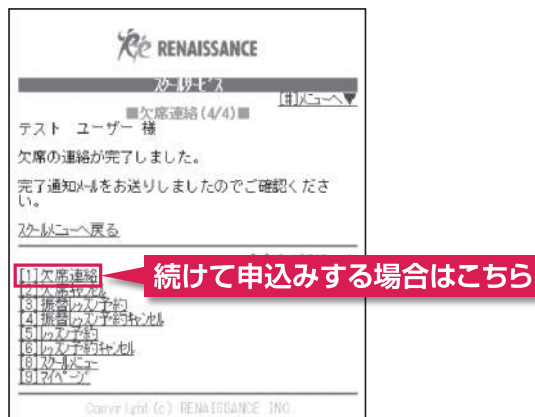 RENAISSANCE
ｽｸｰﾙｻｰﾋﾞｽ
[#]ﾒﾆｭｰへ▼
■欠席連絡(4/4)■
テスト ユーザー 様
欠席の連絡が完了しました。
完了通知ﾒｰﾙをお送りしましたのでご確認くださ
い。
ｽｸｰﾙﾒﾆｭｰへ戻る
[1]欠席連絡
続けて申込みする場合はこちら
[2]欠席ｷｬﾝｾﾙ
[3]振替ﾚｯｽﾝ予約
[4]振替ﾚｯｽﾝ予約ｷｬﾝｾﾙ
[5]ﾚｯｽﾝ予約
[6]ﾚｯｽﾝ予約ｷｬﾝｾﾙ
[8]ｽｸｰﾙﾒﾆｭｰ
[9]ﾏｲﾍﾟｰｼﾞ
Copyright(c) RENAISSANCE INC